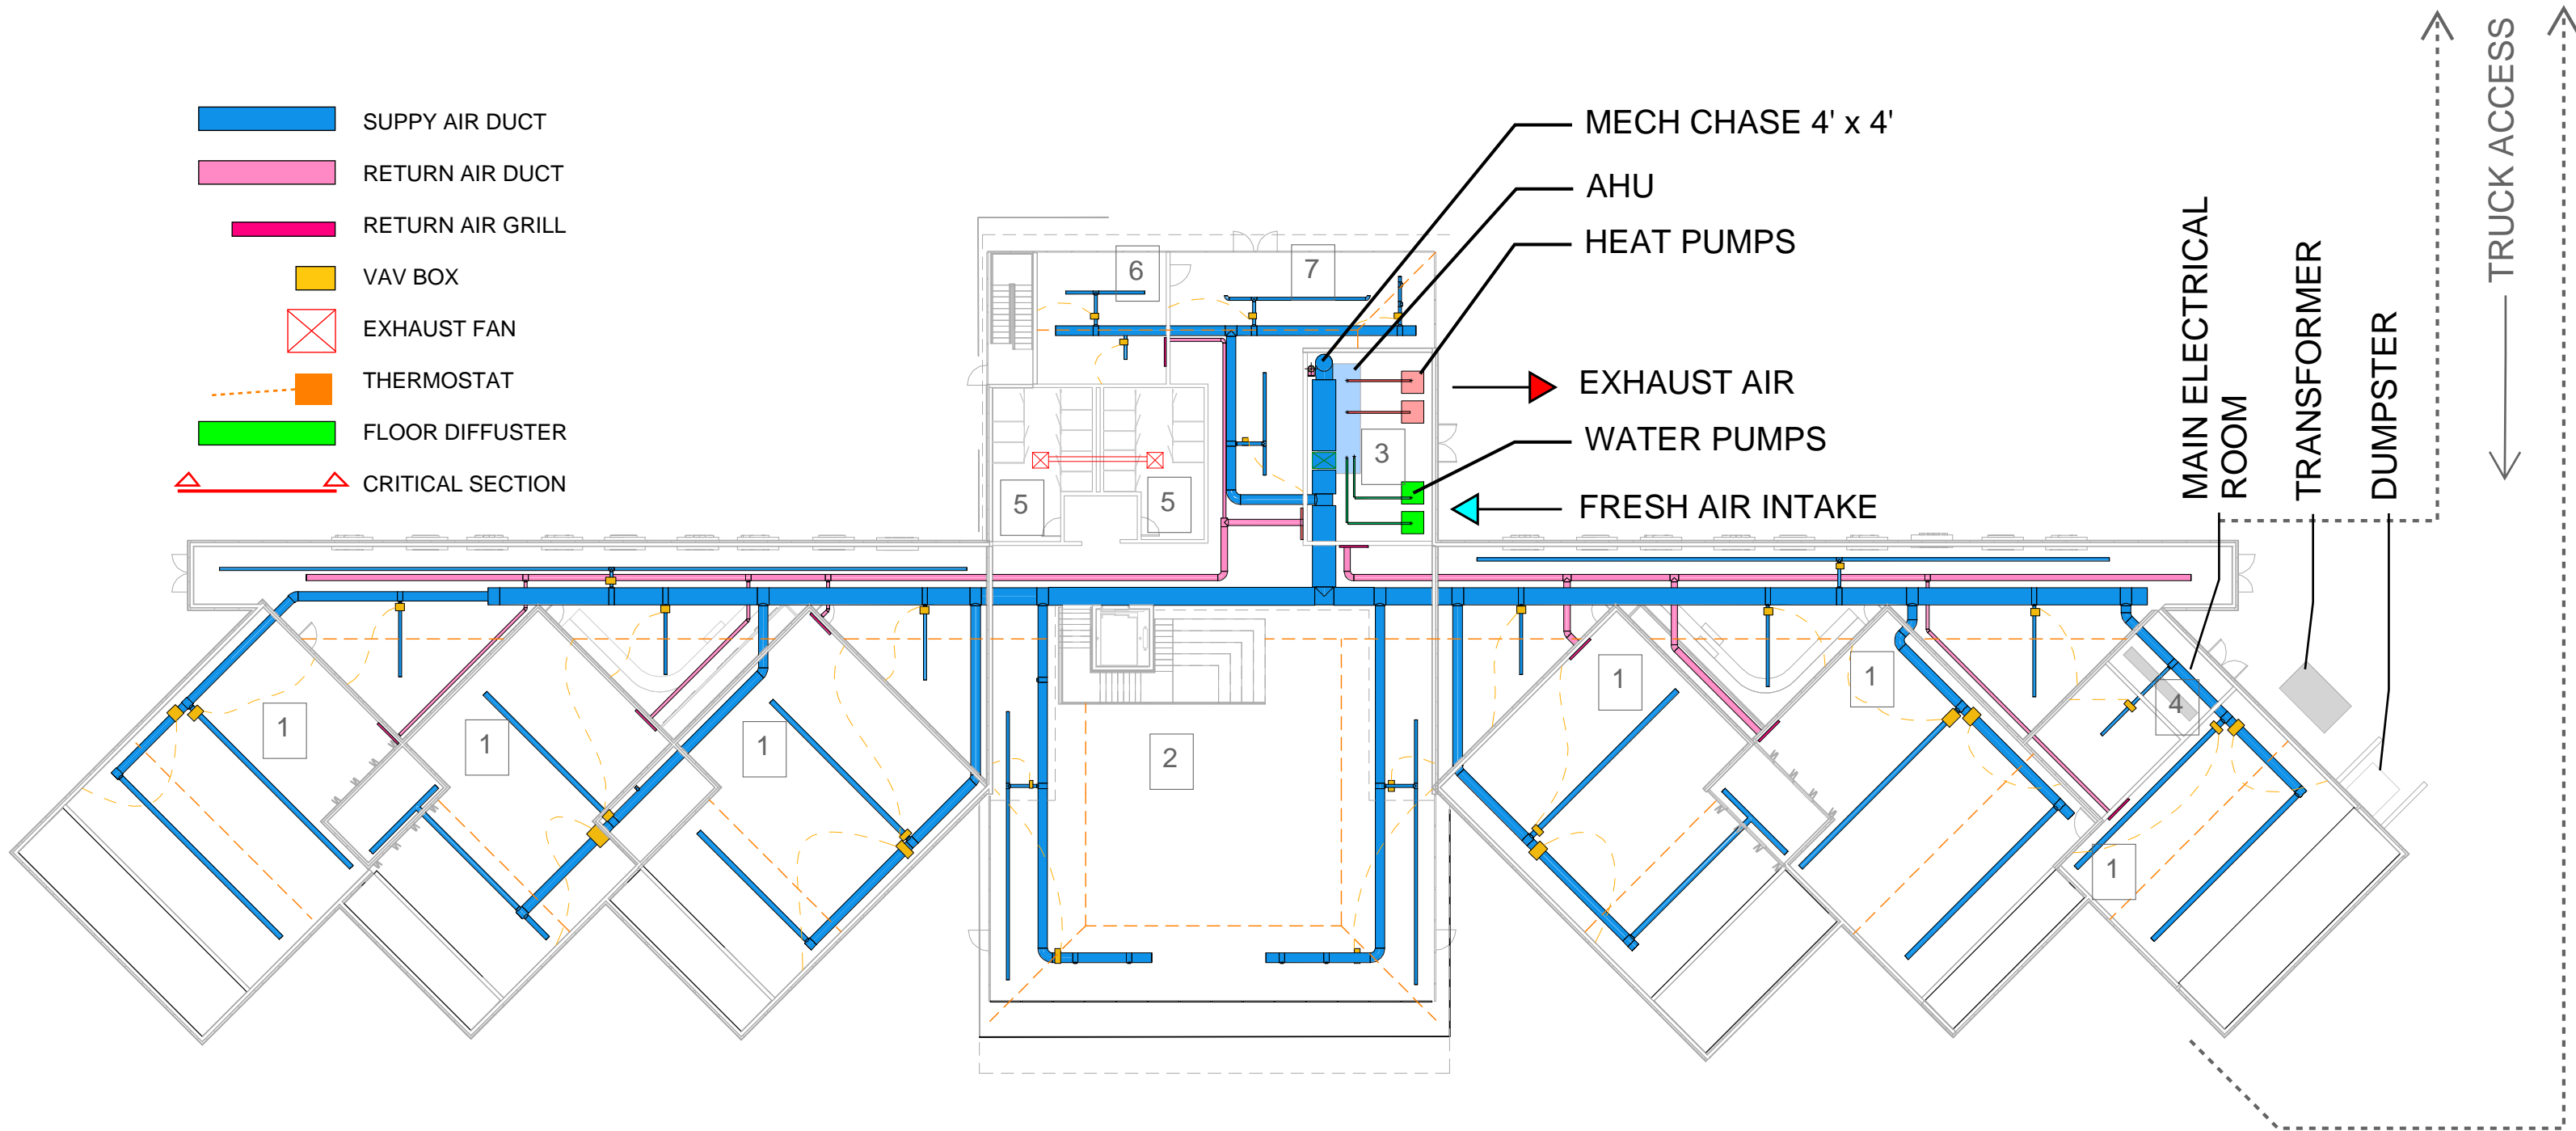 SUPPY AIR DUCT
RETURN AIR DUCT
RETURN AIR GRILL
VAV BOX
EXHAUST FAN
THERMOSTAT
FLOOR DIFFUSTER
CRITICAL SECTION
MECH CHASE 4' x 4'
AHU
HEAT PUMPS
EXHAUST AIR
WATER PUMPS
FRESH AIR INTAKE
MAIN ELECTRICAL
ROOM
TRANSFORMER
DUMPSTER
TRUCK ACCESS
6
7
3
5
5
1
1
1
2
1
1
4
1